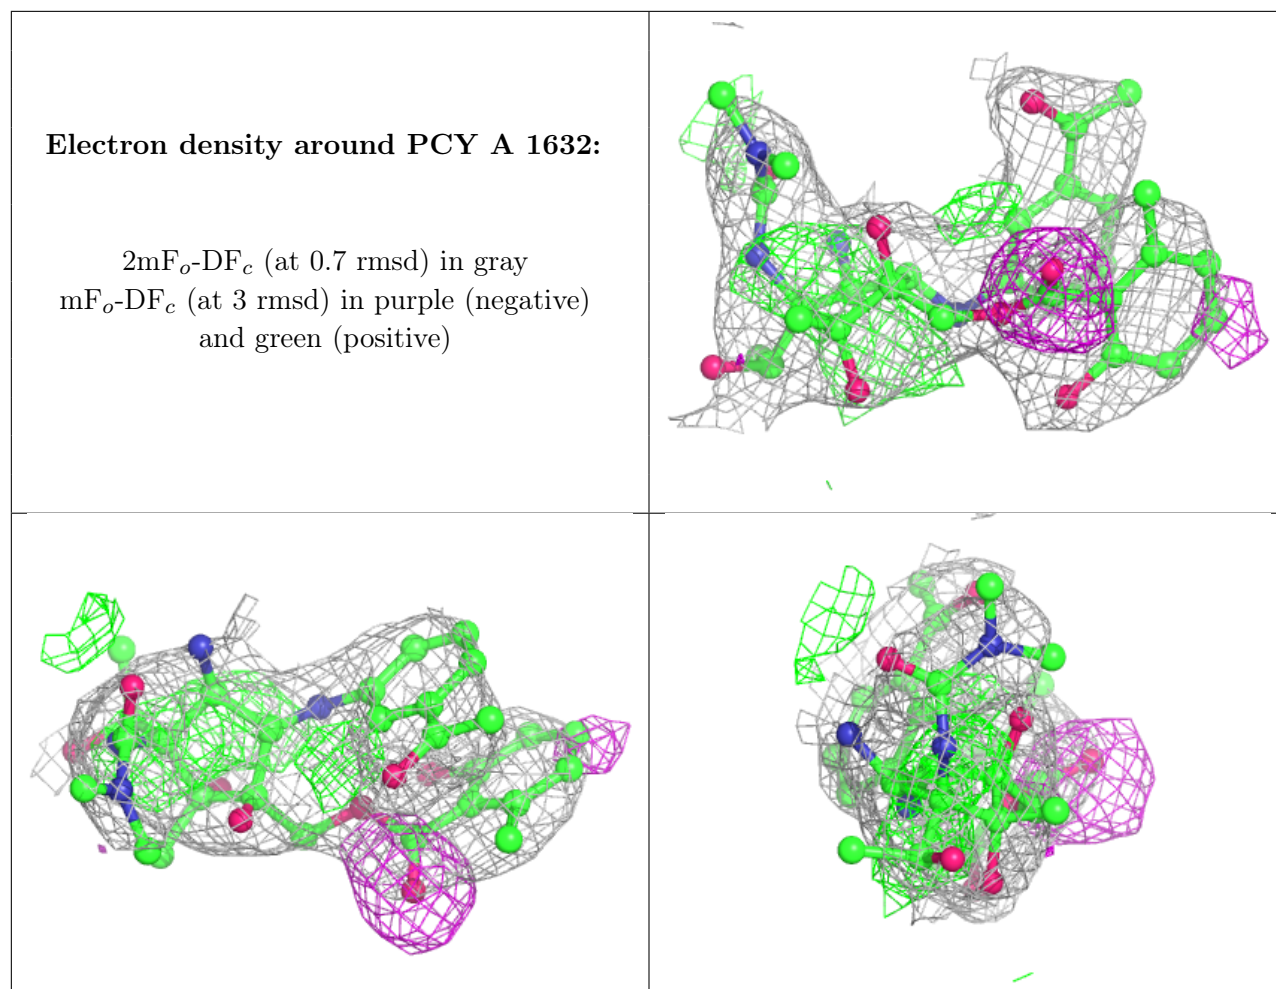 Electron density around PCY A 1632:
2mFₒ-DF𝒸 (at 0.7 rmsd) in gray
mFₒ-DF𝒸 (at 3 rmsd) in purple (negative)
and green (positive)